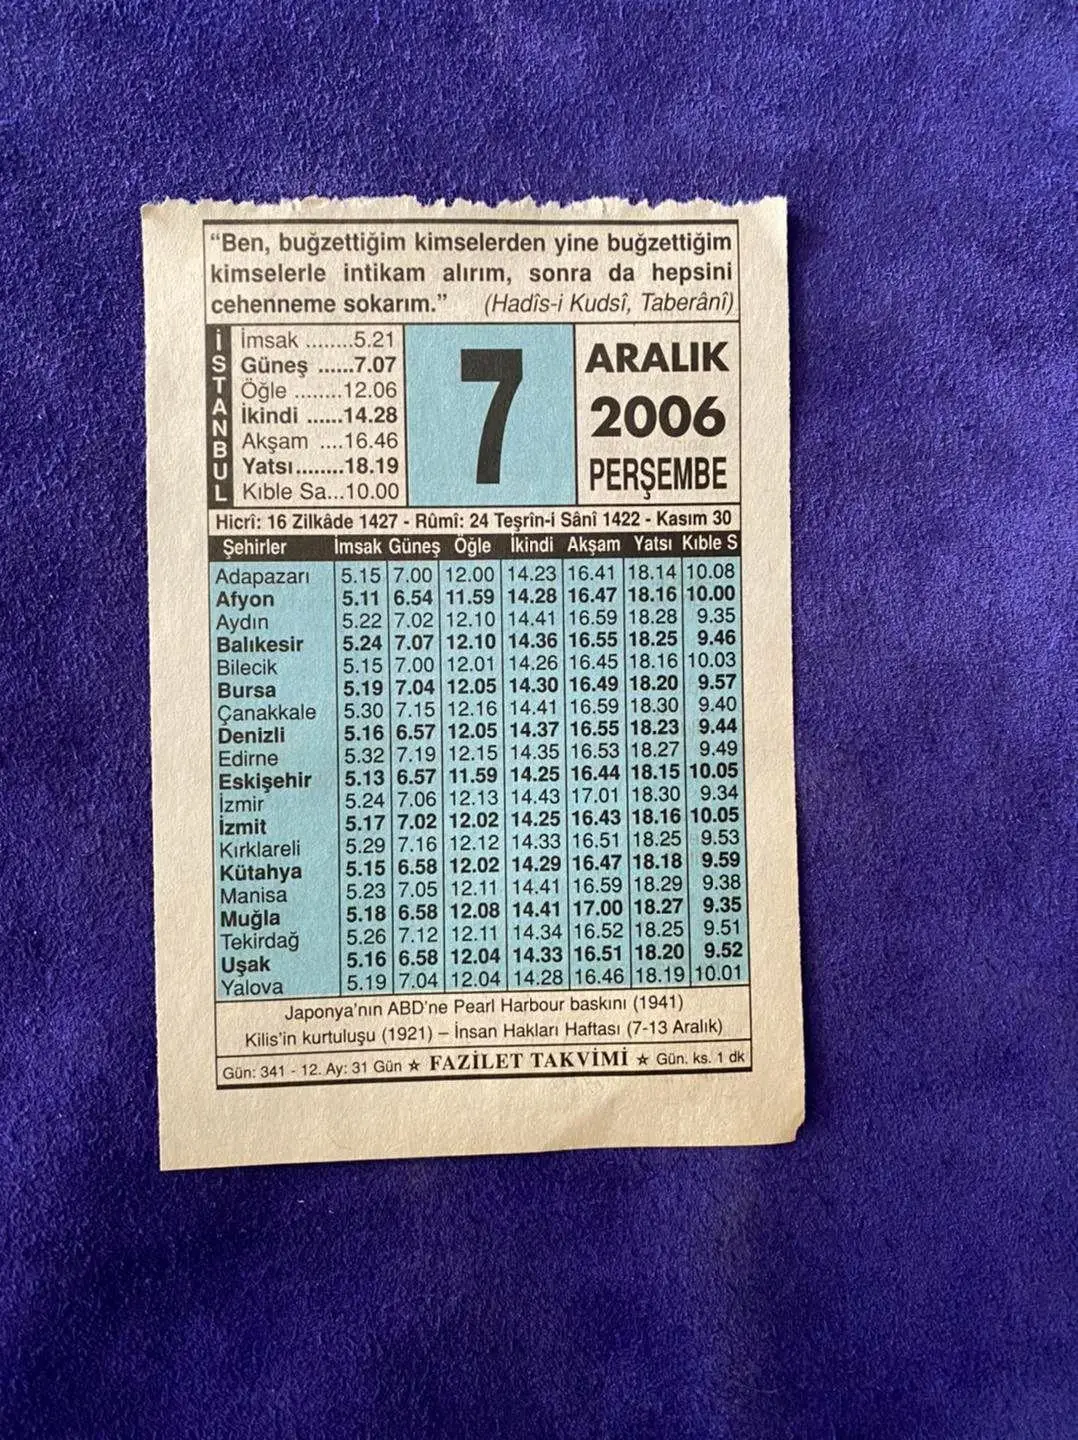 “Ben, buğzettiğim kimselerden yine buğzettiğim
kimselerle intikam alırım, sonra da hepsini
cehenneme sokarım.” (Hadîs-i Kudsî, Taberânî)
İSTANBUL
İmsak ........5.21
Güneş ......7.07
Öğle ........12.06
İkindi ......14.28
Akşam ....16.46
Yatsı........18.19
Kıble Sa...10.00
7
ARALIK
2006
PERŞEMBE
Hicrî: 16 Zilkâde 1427 - Rûmî: 24 Teşrîn-i Sânî 1422 - Kasım 30
Şehirler İmsak Güneş Öğle İkindi Akşam Yatsı Kıble S
Adapazarı 5.15 7.00 12.00 14.23 16.41 18.14 10.08
Afyon 5.11 6.54 11.59 14.28 16.47 18.16 10.00
Aydın 5.22 7.02 12.10 14.41 16.59 18.28 9.35
Balıkesir 5.24 7.07 12.10 14.36 16.55 18.25 9.46
Bilecik 5.15 7.00 12.01 14.26 16.45 18.16 10.03
Bursa 5.19 7.04 12.05 14.30 16.49 18.20 9.57
Çanakkale 5.30 7.15 12.16 14.41 16.59 18.30 9.40
Denizli 5.16 6.57 12.05 14.37 16.55 18.23 9.44
Edirne 5.32 7.19 12.15 14.35 16.53 18.27 9.49
Eskişehir 5.13 6.57 11.59 14.25 16.44 18.15 10.05
İzmir 5.24 7.06 12.13 14.43 17.01 18.30 9.34
İzmit 5.17 7.02 12.02 14.25 16.43 18.16 10.05
Kırklareli 5.29 7.16 12.12 14.33 16.51 18.25 9.53
Kütahya 5.15 6.58 12.02 14.29 16.47 18.18 9.59
Manisa 5.23 7.05 12.11 14.41 16.59 18.29 9.38
Muğla 5.18 6.58 12.08 14.41 17.00 18.27 9.35
Tekirdağ 5.26 7.12 12.11 14.34 16.52 18.25 9.51
Uşak 5.16 6.58 12.04 14.33 16.51 18.20 9.52
Yalova 5.19 7.04 12.04 14.28 16.46 18.19 10.01
Japonya'nın ABD'ne Pearl Harbour baskını (1941)
Kilis'in kurtuluşu (1921) – İnsan Hakları Haftası (7-13 Aralık)
Gün: 341 - 12. Ay: 31 Gün ★ FAZİLET TAKVİMİ ★ Gün. ks. 1 dk